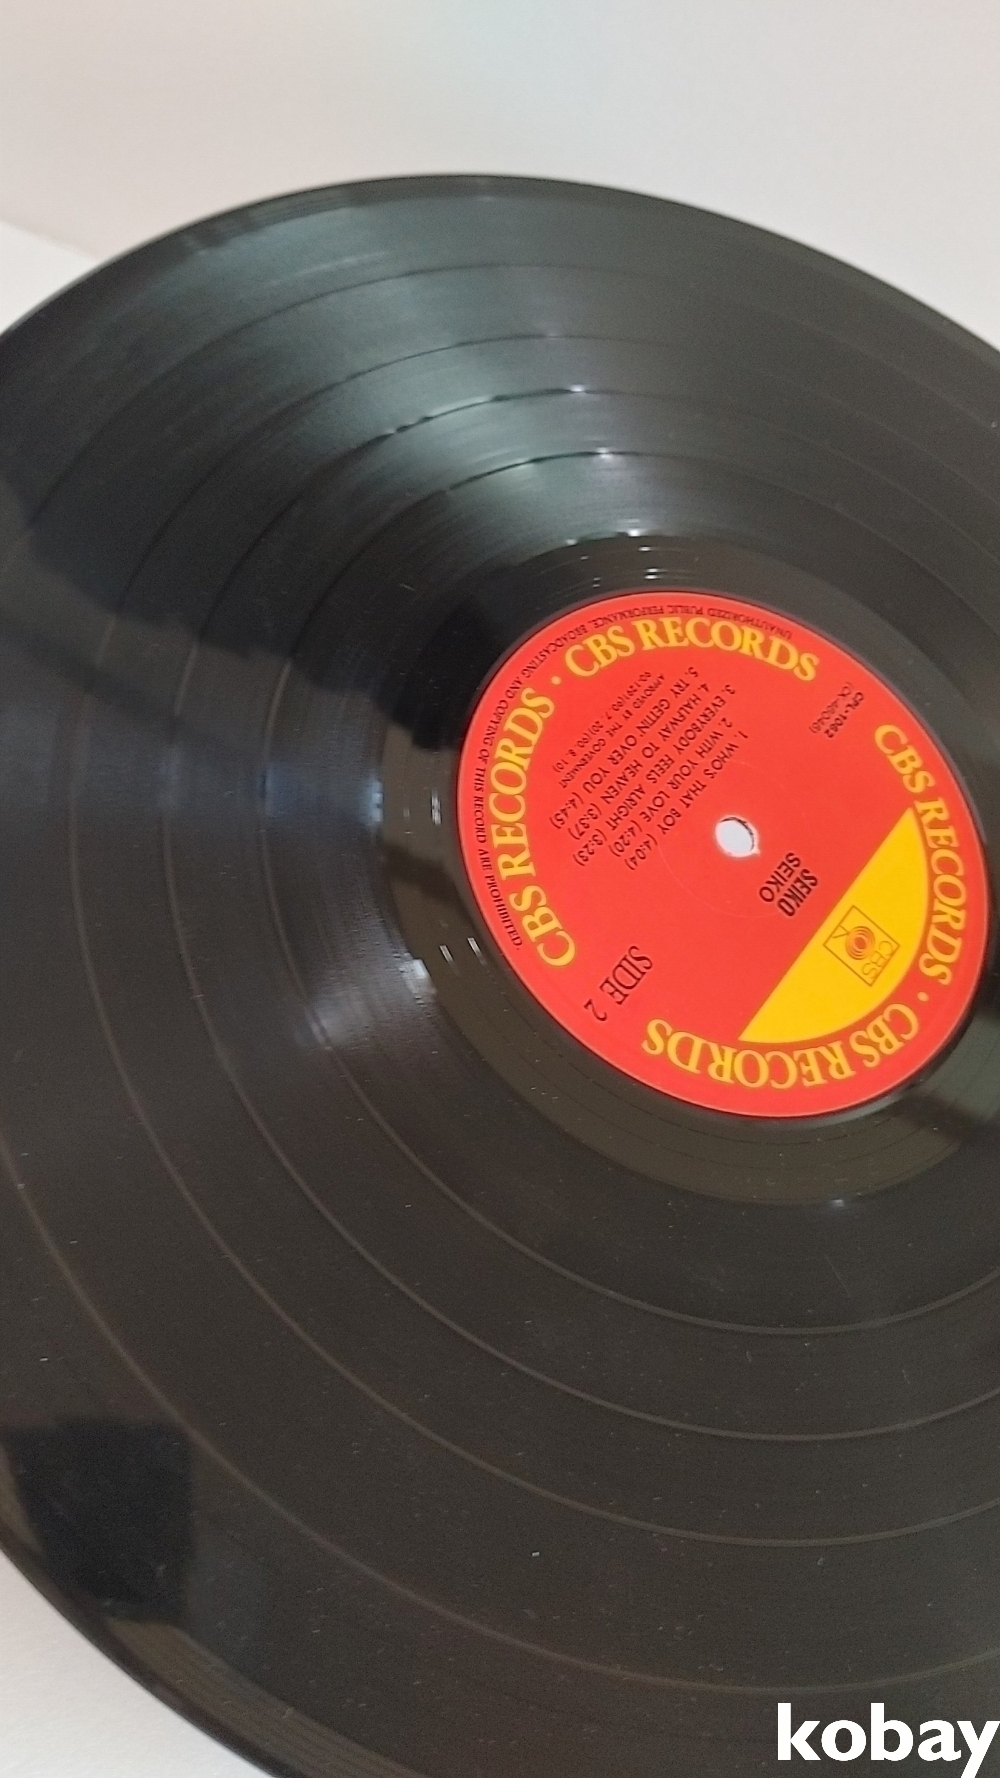 CBS RECORDS · CBS RECORDS
CBS RECORDS · CBS RECORDS
CBS
SEIKO
SEIKO
SIDE 2
CPL-1062
1. WHO'S THAT BOY (4:04)
2. WITH YOUR LOVE (4:20)
3. EVERYBODY FEELS ALRIGHT (3:23)
4. HALFWAY TO HEAVEN (3:37)
5. TRY GETTIN' OVER YOU (4:45)
APPROVED BY THE GOVERNMENT
UNAUTHORIZED PUBLIC PERFORMANCE, BROADCASTING AND COPYING OF THIS RECORD ARE PROHIBITED.
kobay